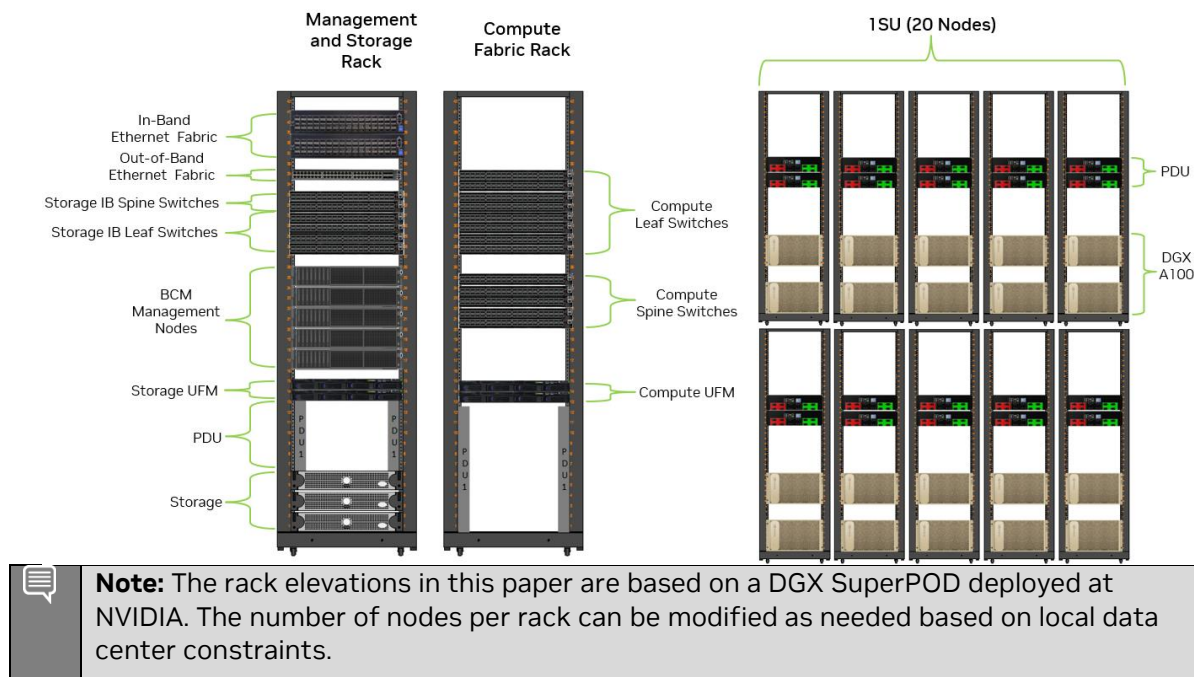 Management
and Storage
Rack
Compute
Fabric Rack
1SU (20 Nodes)
In-Band
Ethernet Fabric
Out-of-Band
Ethernet Fabric
Storage IB Spine Switches
Storage IB Leaf Switches
BCM
Management
Nodes
Storage UFM
PDU
Storage
P
D
U
1
P
D
U
1
Compute
Leaf Switches
Compute
Spine Switches
Compute UFM
P
D
U
1
P
D
U
1
PDU
DGX
A100
Note: The rack elevations in this paper are based on a DGX SuperPOD deployed at
NVIDIA. The number of nodes per rack can be modified as needed based on local data
center constraints.